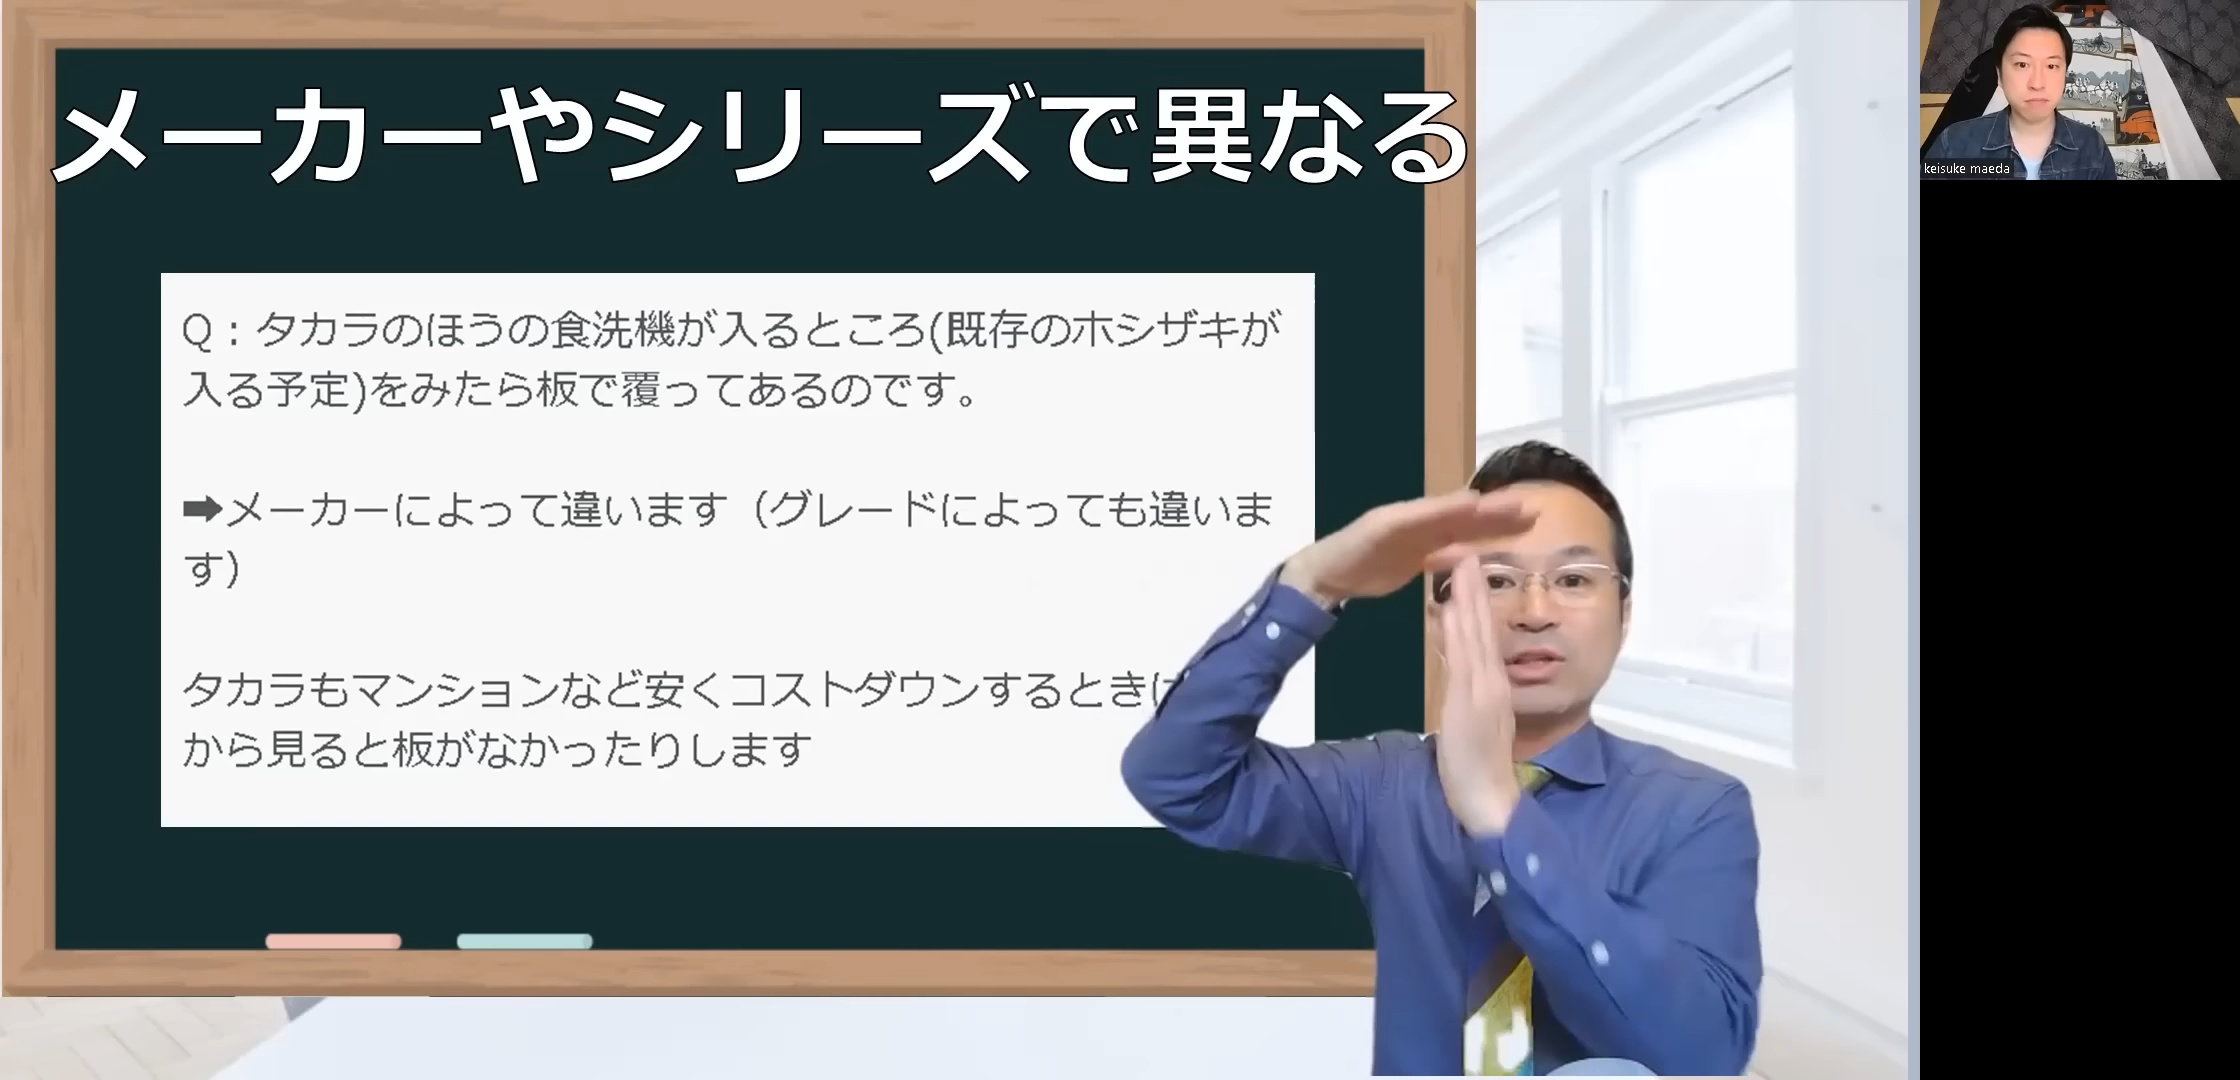 メーカーやシリーズで異なる
keisuke maeda
Q：タカラのほうの食洗機が入るところ(既存のホシザキが
入る予定)をみたら板で覆ってあるのです。
➡メーカーによって違います（グレードによっても違いま
す）
タカラもマンションなど安くコストダウンするときは
から見ると板がなかったりします